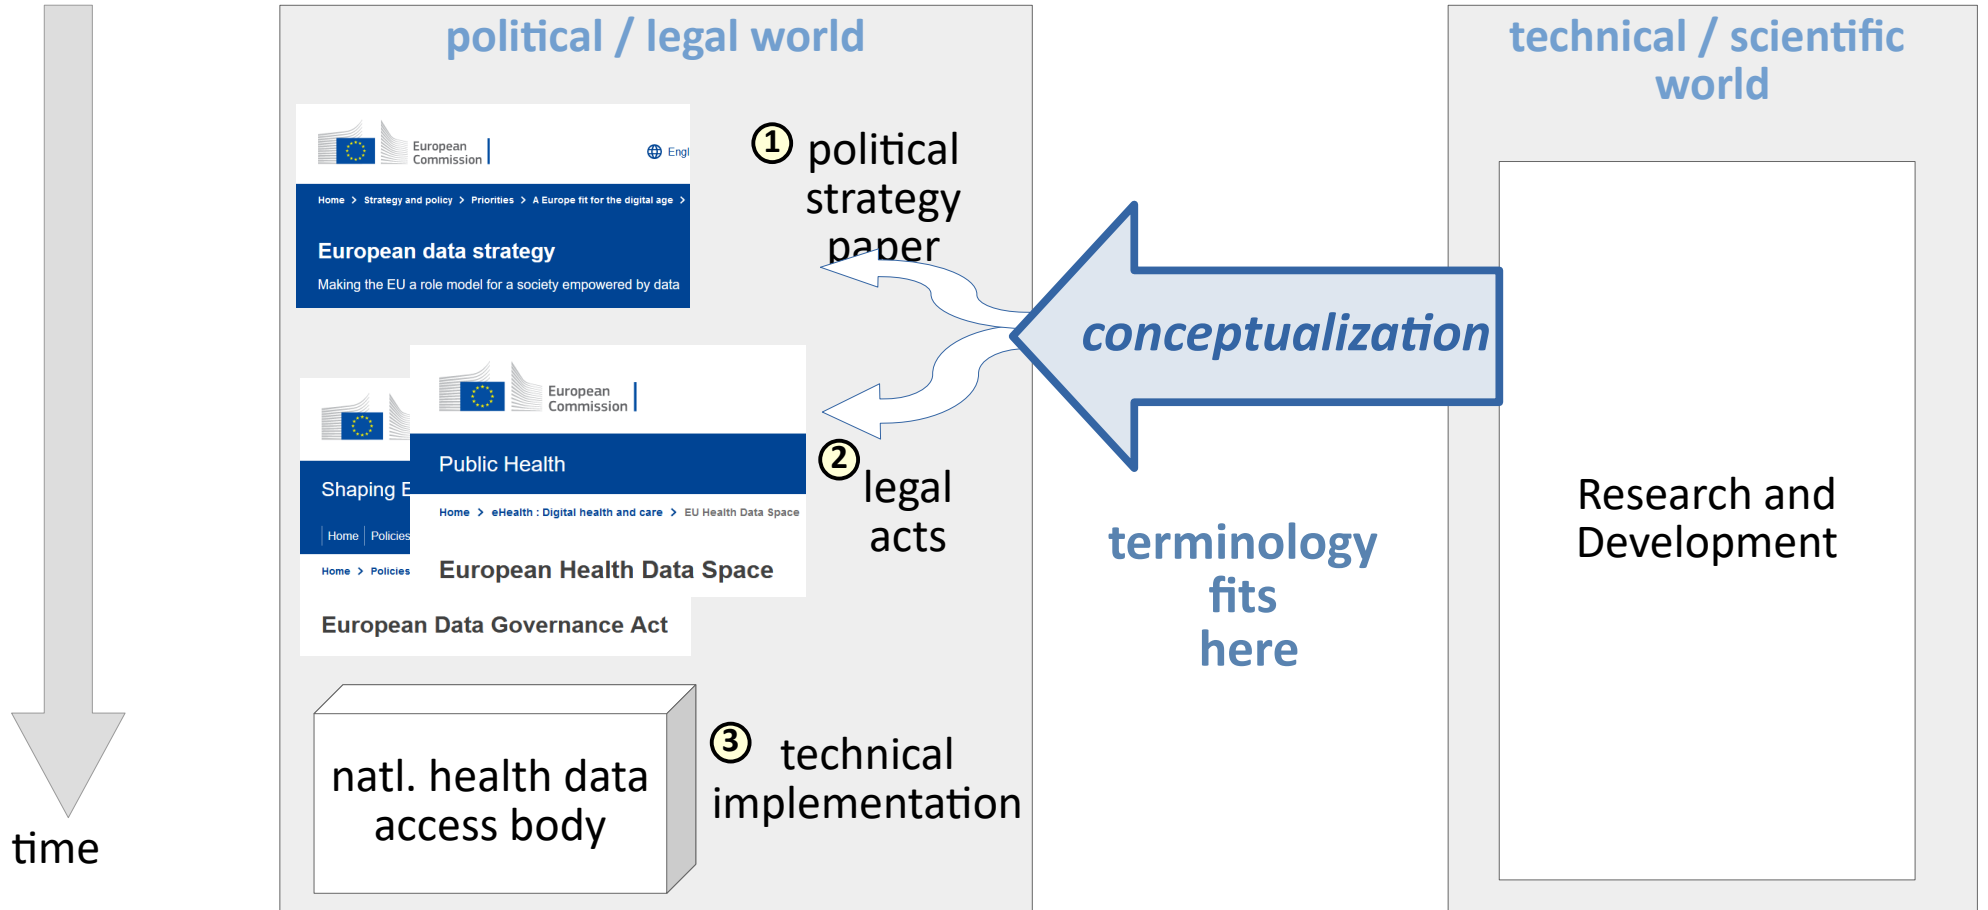 political / legal world
technical / scientific
world
European
Commission
Engl
Home > Strategy and policy > Priorities > A Europe fit for the digital age >
European data strategy
Making the EU a role model for a society empowered by data
1
political
strategy
paper
conceptualization
European
Commission
Public Health
Home > eHealth : Digital health and care > EU Health Data Space
European Health Data Space
Shaping E
Home | Policies
Home > Policies
European Data Governance Act
2
legal
acts
terminology
fits
here
Research and
Development
natl. health data
access body
3
technical
implementation
time